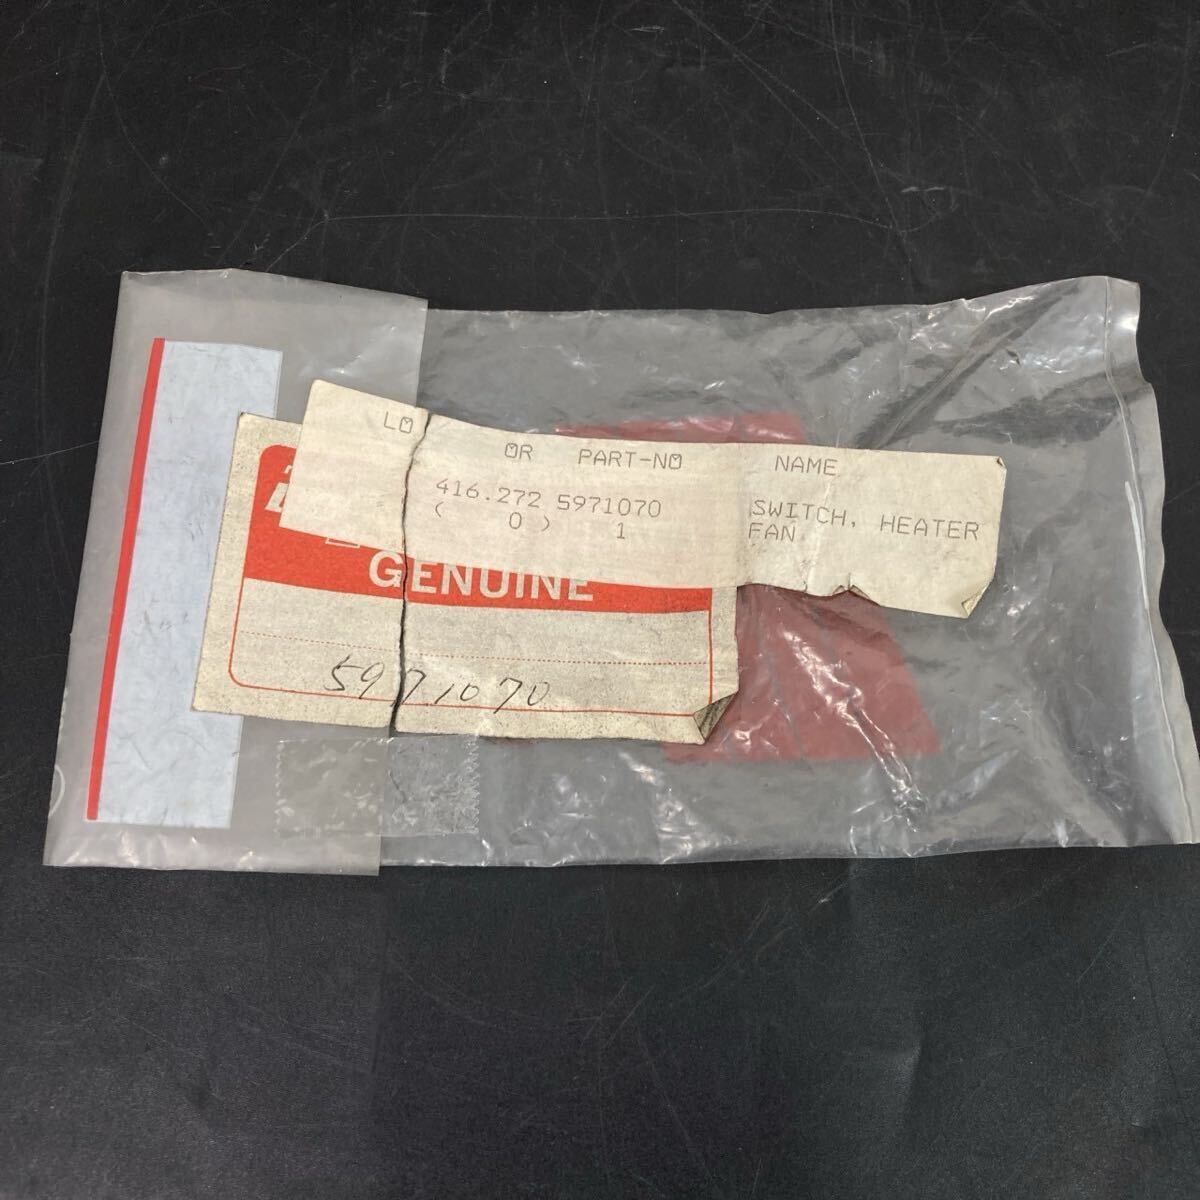 LO OR PART-NO NAME
416.272 5971070 SWITCH, HEATER
( 0 ) 1 FAN
GENUINE
5971070